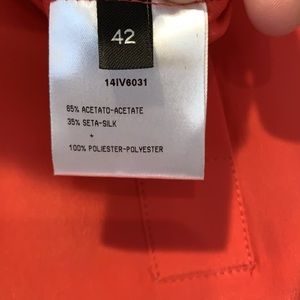 42
14IV6031
65% ACETATO-ACETATE
35% SETA-SILK
+
100% POLIESTER-POLYESTER